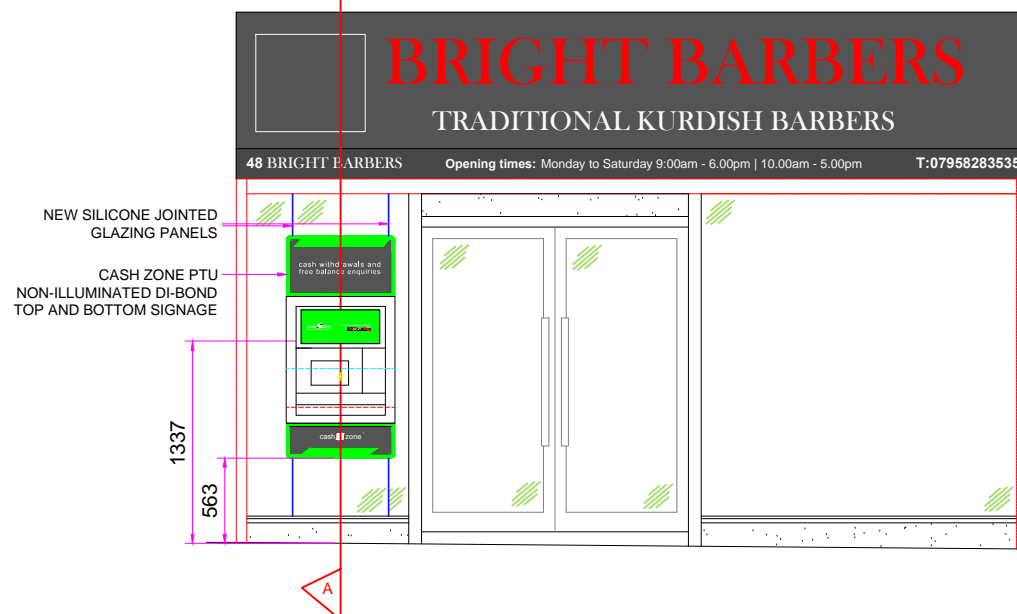 BRIGHT BARBERS
TRADITIONAL KURDISH BARBERS
48 BRIGHT BARBERS Opening times: Monday to Saturday 9:00am - 6.00pm | 10.00am - 5.00pm T:07958283535
NEW SILICONE JOINTED
GLAZING PANELS
cash withdrawals and
free balance enquiries
CASH ZONE PTU
NON-ILLUMINATED DI-BOND
TOP AND BOTTOM SIGNAGE
1337
cash zone
563
A